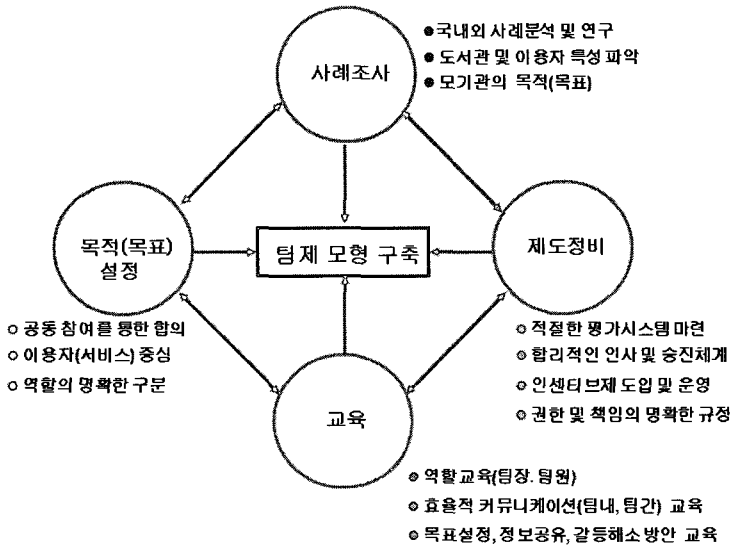 ●국내외 사례분석 및 연구
사례조사
● 도서관 및 이용자 특성 파악
● 모기관의 목적(목표)
목적(목표)
설정
팀제 모형 구축
제도정비
○ 공동 참여를 통한 합의
○ 이용자(서비스) 중심
○ 역할의 명확한 구분
○ 적절한 평가시스템 마련
○ 합리적인 인사 및 승진체계
○ 인센티브제 도입 및 운영
○ 권한 및 책임의 명확한 규정
교육
○ 역할교육(팀장. 팀원)
○ 효율적 커뮤니케이션(팀내, 팀간) 교육
○ 목표설정, 정보공유, 갈등해소 방안 교육